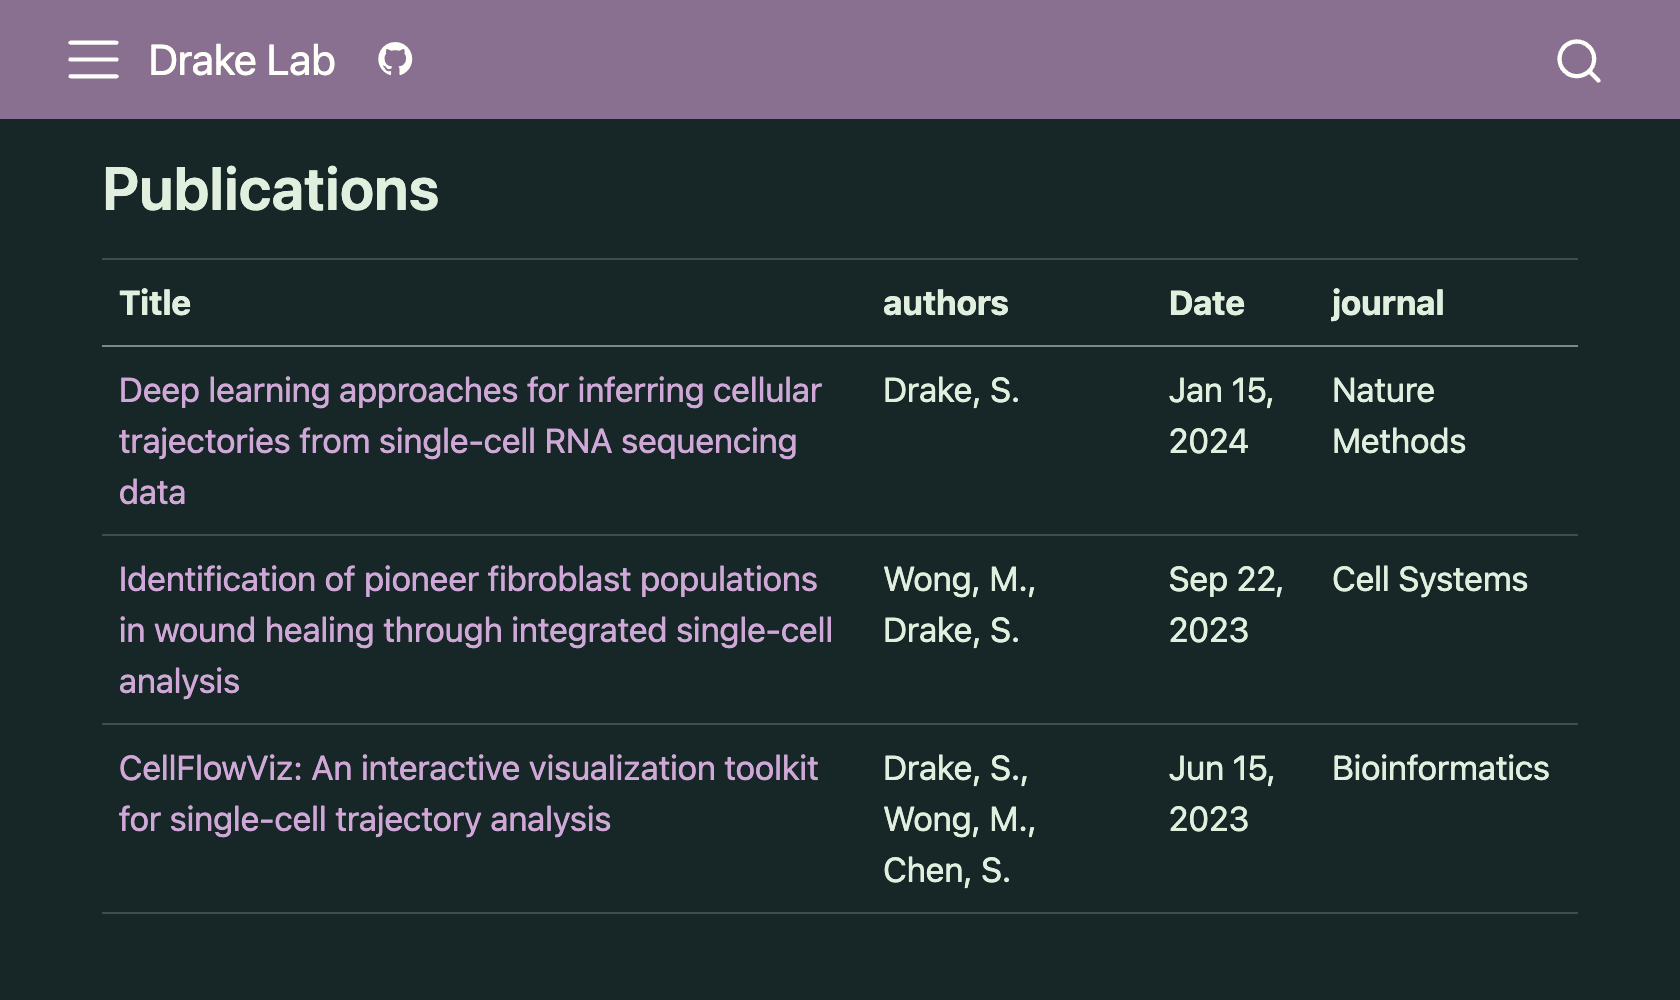 Drake Lab
Publications
Title authors Date journal
Deep learning approaches for inferring cellular Drake, S. Jan 15, Nature
trajectories from single-cell RNA sequencing 2024 Methods
data
Identification of pioneer fibroblast populations Wong, M., Sep 22, Cell Systems
in wound healing through integrated single-cell Drake, S. 2023
analysis
CellFlowViz: An interactive visualization toolkit Drake, S., Jun 15, Bioinformatics
for single-cell trajectory analysis Wong, M., 2023
Chen, S.